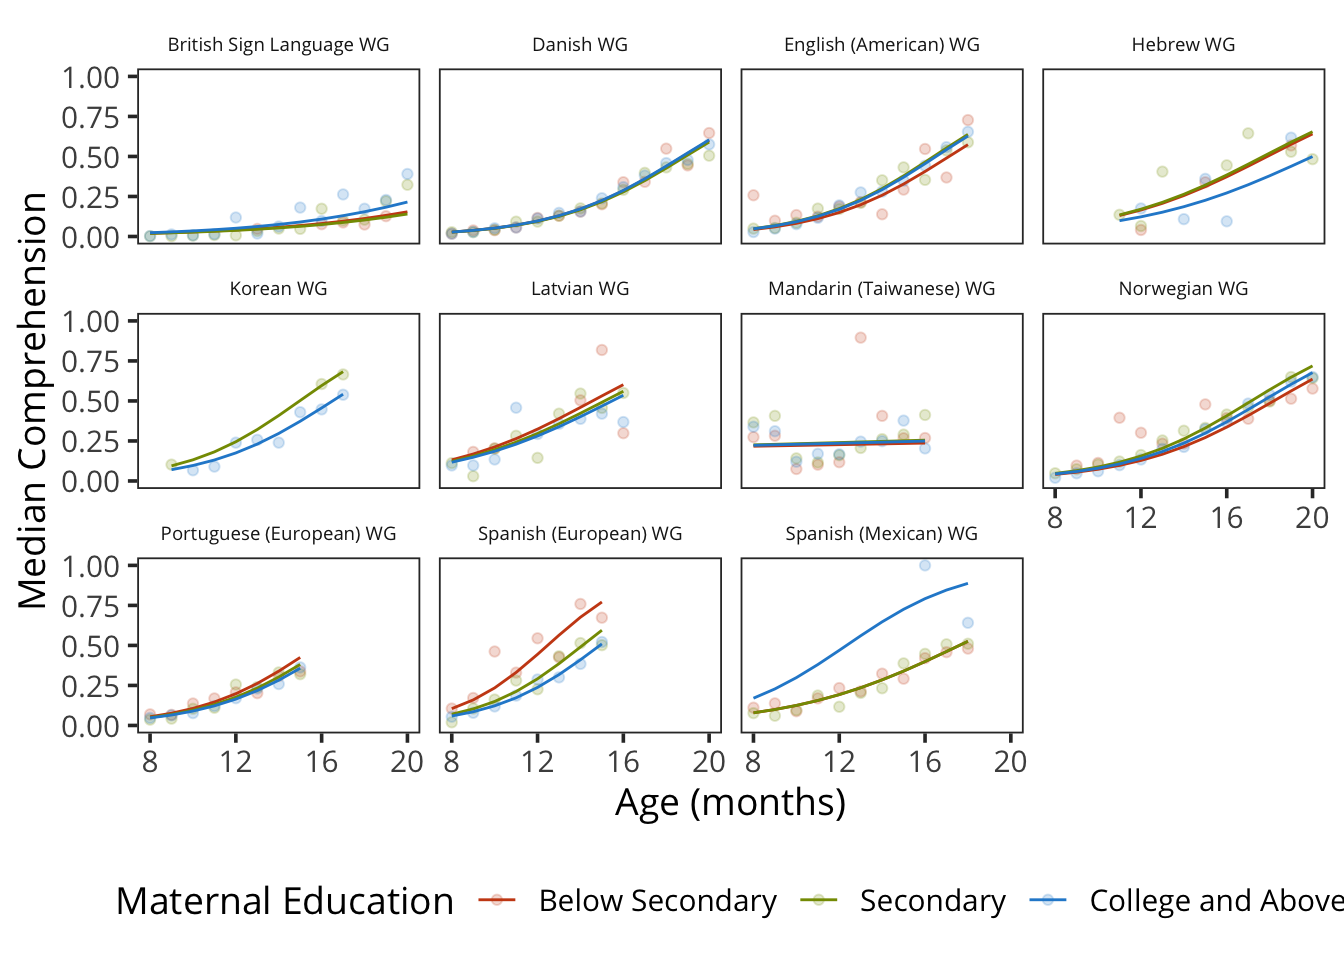 British Sign Language WG Danish WG English (American) WG Hebrew WG
1.00
0.75
0.50
0.25
0.00
Korean WG Latvian WG Mandarin (Taiwanese) WG Norwegian WG
1.00
0.75
0.50
0.25
0.00
8 12 16 20
Portuguese (European) WG Spanish (European) WG Spanish (Mexican) WG
1.00
0.75
0.50
0.25
0.00
8 12 16 20 8 12 16 20 8 12 16 20
Median Comprehension
Age (months)
Maternal Education Below Secondary Secondary College and Above